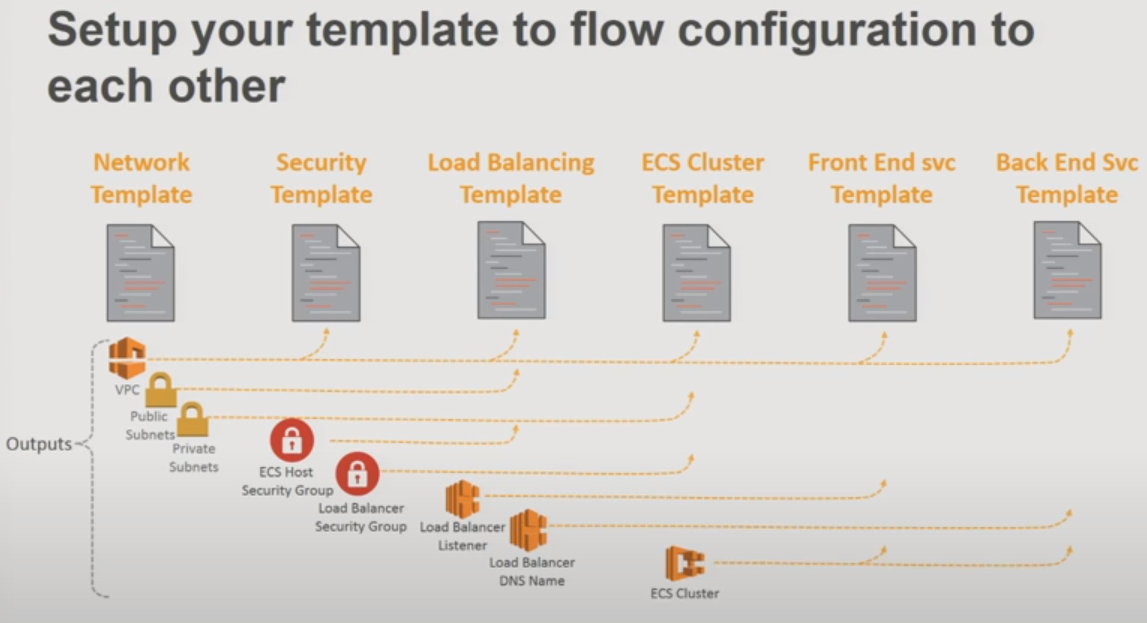 Setup your template to flow configuration to
each other
Network
Template
Security
Template
Load Balancing
Template
ECS Cluster
Template
Front End svc
Template
Back End Svc
Template
Outputs
VPC
Public
Subnets
Private
Subnets
ECS Host
Security Group
Load Balancer
Security Group
Load Balancer
Listener
Load Balancer
DNS Name
ECS Cluster